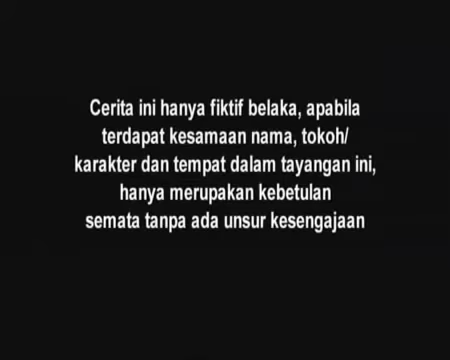 Cerita ini hanya fiktif belaka, apabila
terdapat kesamaan nama, tokoh/
karakter dan tempat dalam tayangan ini,
hanya merupakan kebetulan
semata tanpa ada unsur kesengajaan